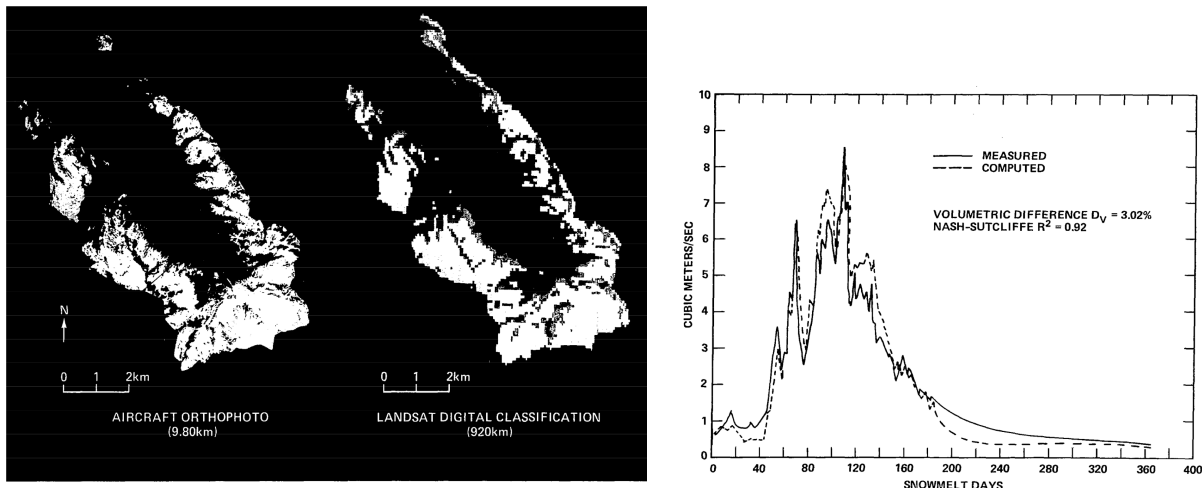 N
0 1 2km
AIRCRAFT ORTHOPHOTO
(9.80km)
0 1 2km
LANDSAT DIGITAL CLASSIFICATION
(920km)
CUBIC METERS/SEC
10
9
8
7
6
5
4
3
2
1
0
MEASURED
COMPUTED
VOLUMETRIC DIFFERENCE DV = 3.02%
NASH-SUTCLIFFE R² = 0.92
0 40 80 120 160 200 240 280 320 360 400
SNOWMELT DAYS